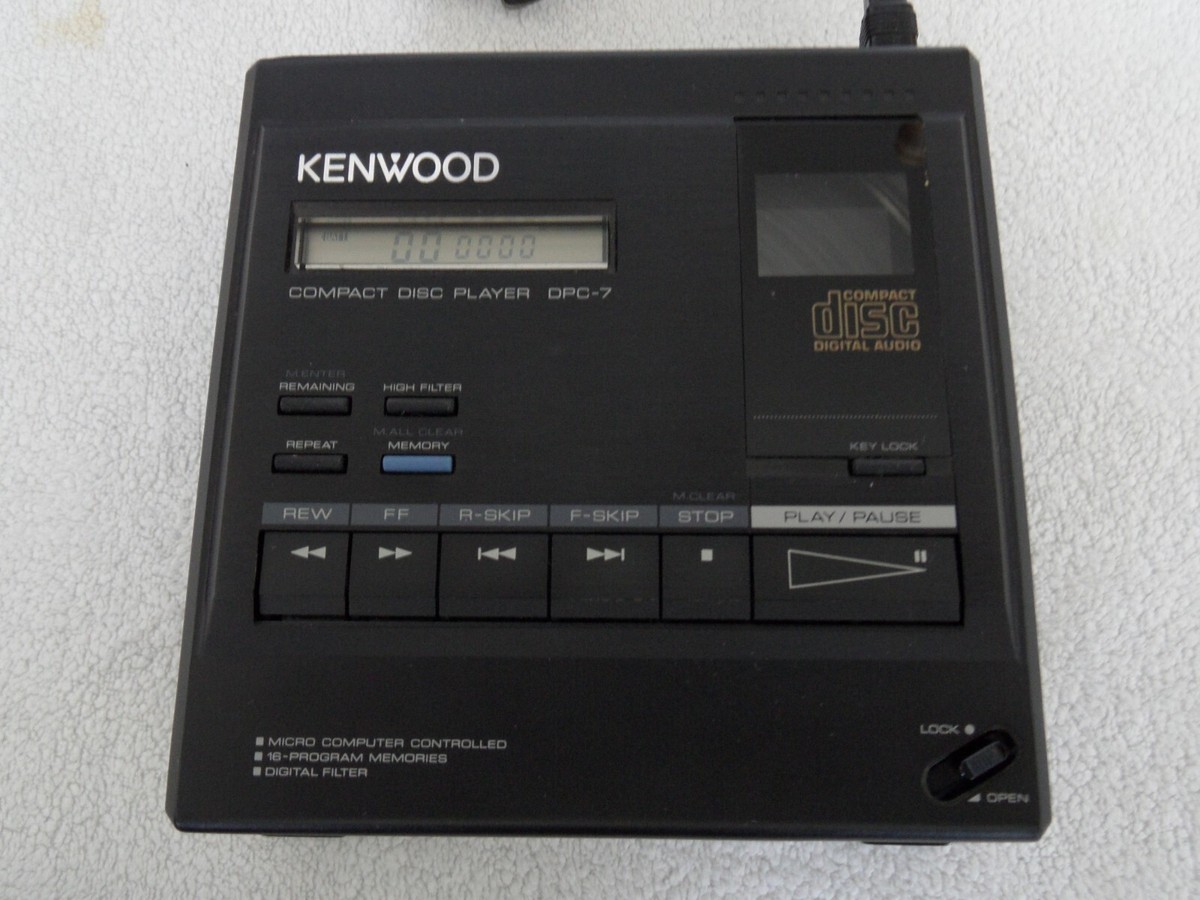 KENWOOD
BATT
00 0000
COMPACT DISC PLAYER DPC-7
COMPACT
disc
DIGITAL AUDIO
M.ENTER
REMAINING
HIGH FILTER
M.ALL CLEAR
REPEAT
MEMORY
KEY LOCK
M.CLEAR
REW
FF
R-SKIP
F-SKIP
STOP
PLAY / PAUSE
MICRO COMPUTER CONTROLLED
16-PROGRAM MEMORIES
DIGITAL FILTER
LOCK
OPEN